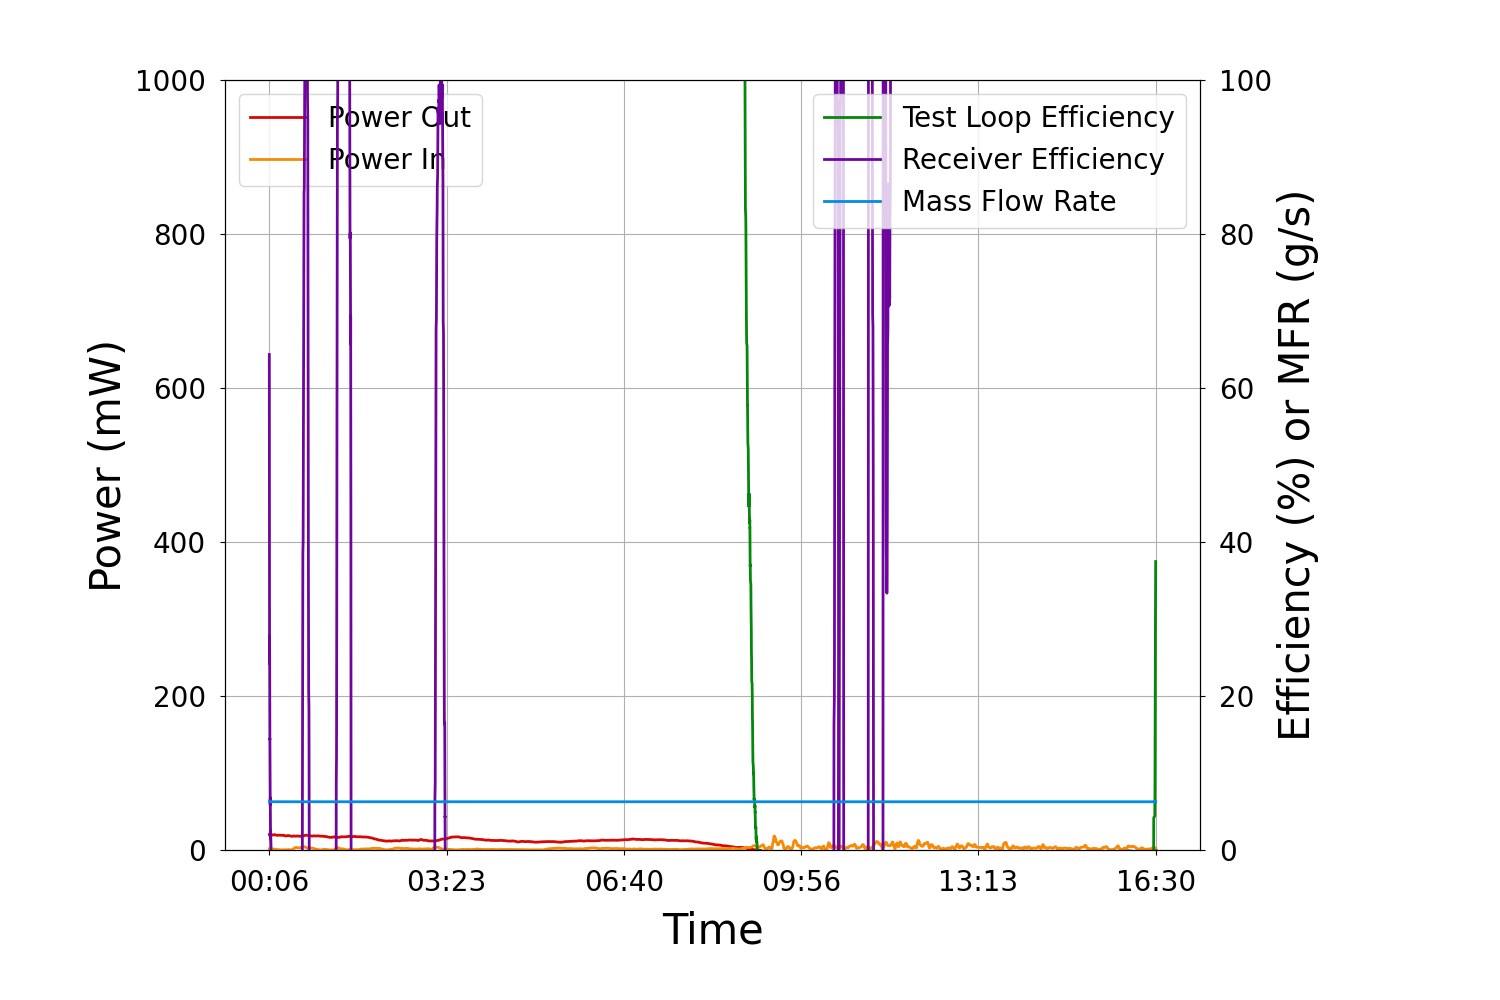 1000
800
600
400
200
0
Power (mW)
Power Out
Power In
Test Loop Efficiency
Receiver Efficiency
Mass Flow Rate
100
80
60
40
20
0
Efficiency (%) or MFR (g/s)
00:06 03:23 06:40 09:56 13:13 16:30
Time